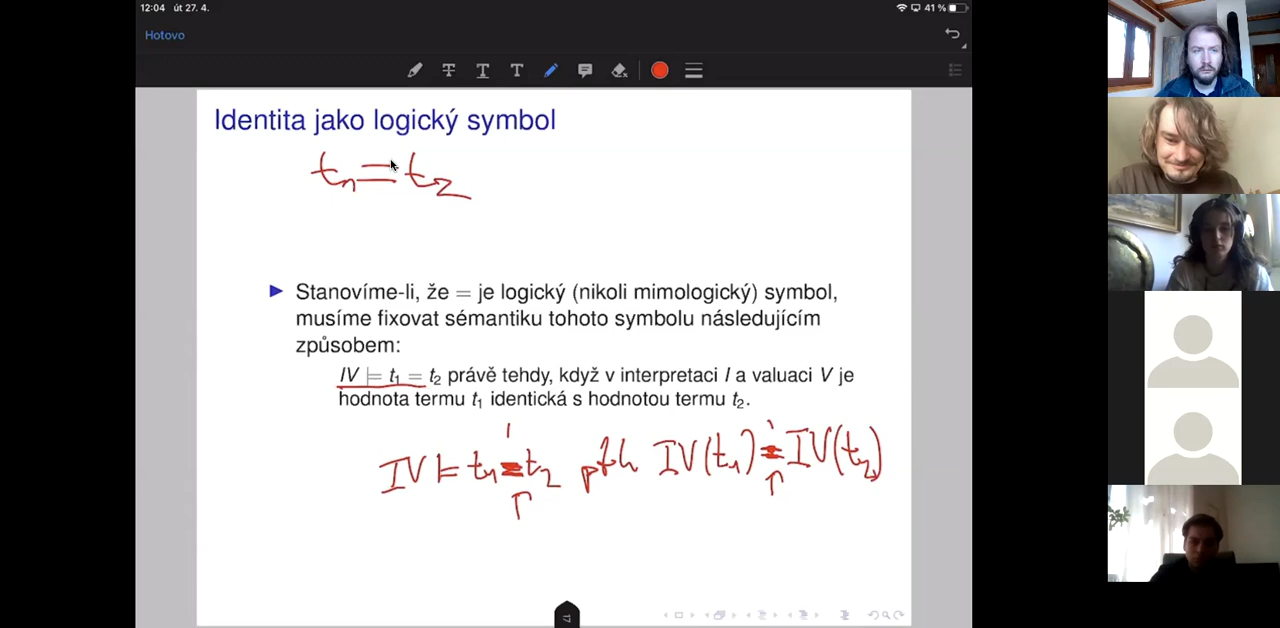 12:04 út 27. 4. 41 %
Hotovo
T T T
Identita jako logický symbol
t₁ = t₂
▶ Stanovíme-li, že = je logický (nikoli mimologický) symbol,
musíme fixovat sémantiku tohoto symbolu následujícím
způsobem:
IV ⊨ t₁ = t₂ právě tehdy, když v interpretaci I a valuaci V je
hodnota termu t₁ identická s hodnotou termu t₂.
IV ⊨ t₁ = t₂ ptk IV(t₁) = IV(t₂)
17